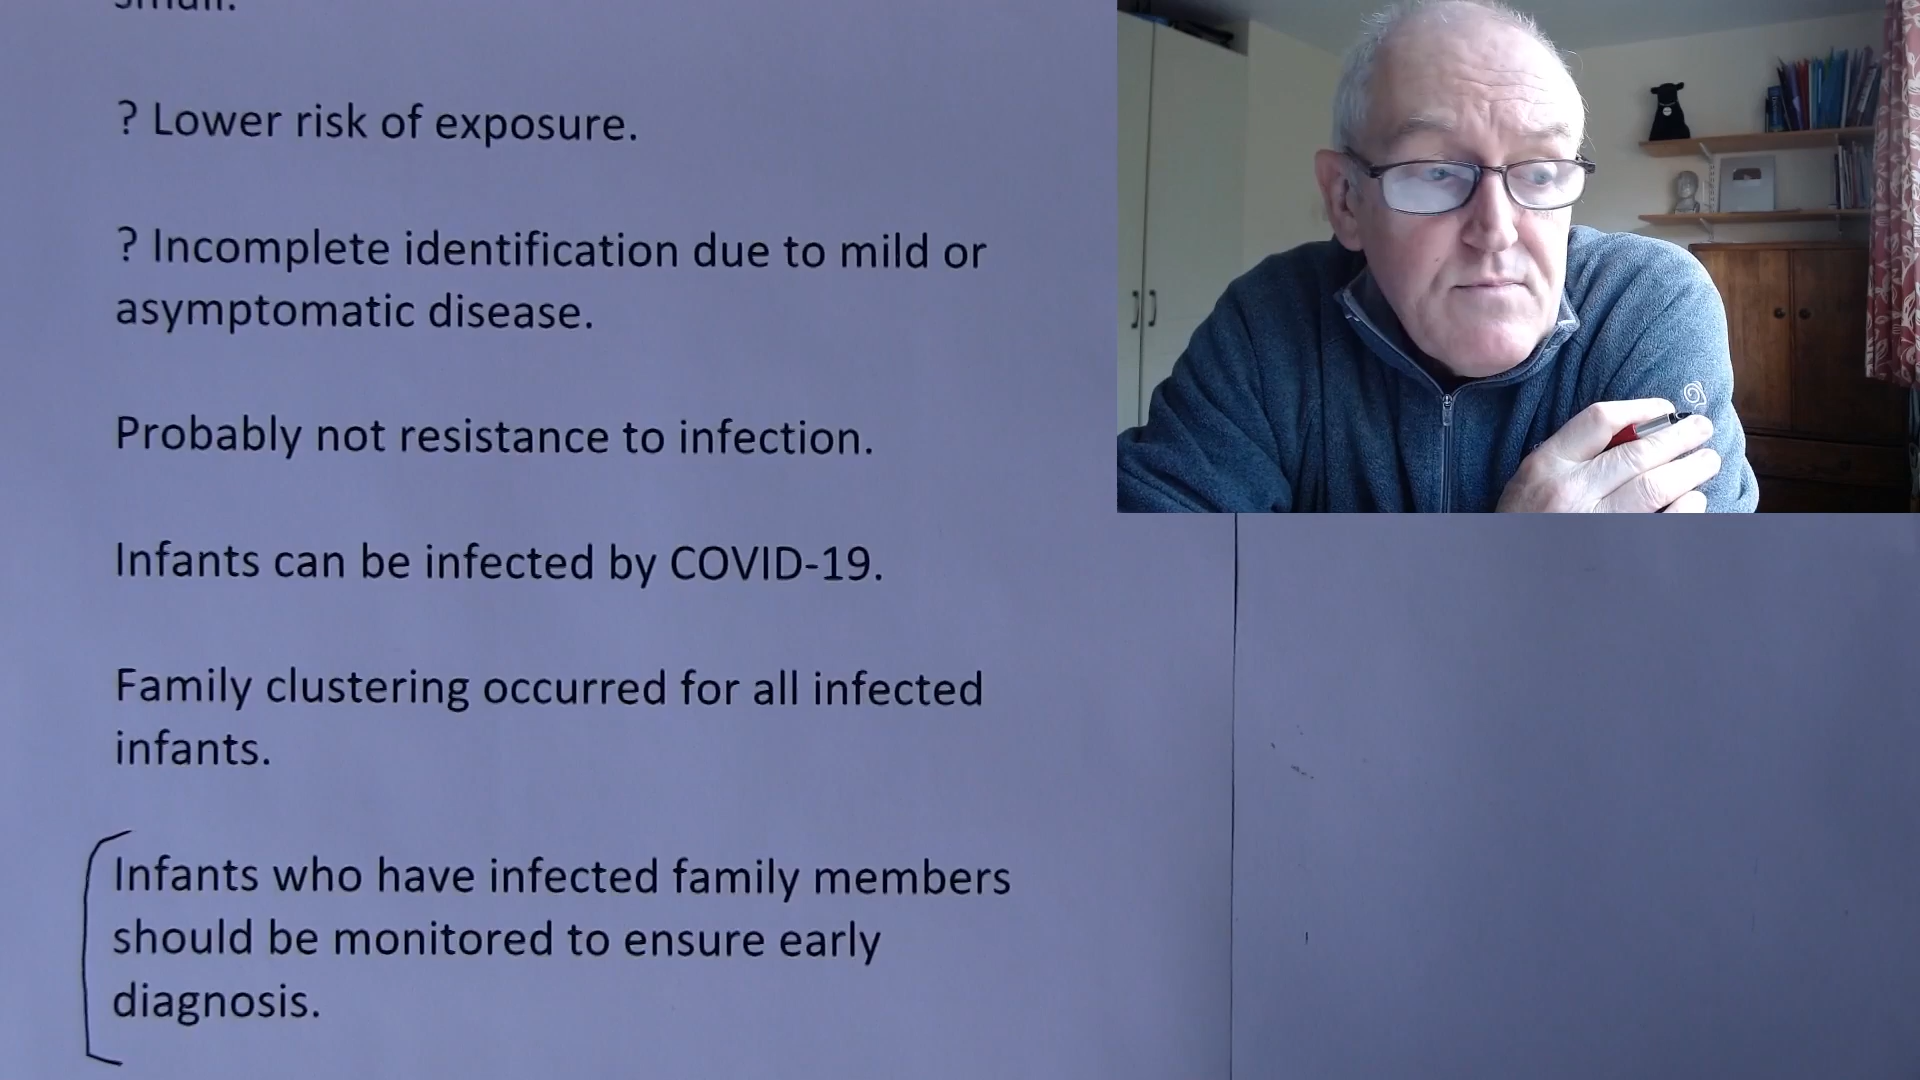 small.
? Lower risk of exposure.
? Incomplete identification due to mild or
asymptomatic disease.
Probably not resistance to infection.
Infants can be infected by COVID-19.
Family clustering occurred for all infected
infants.
Infants who have infected family members
should be monitored to ensure early
diagnosis.